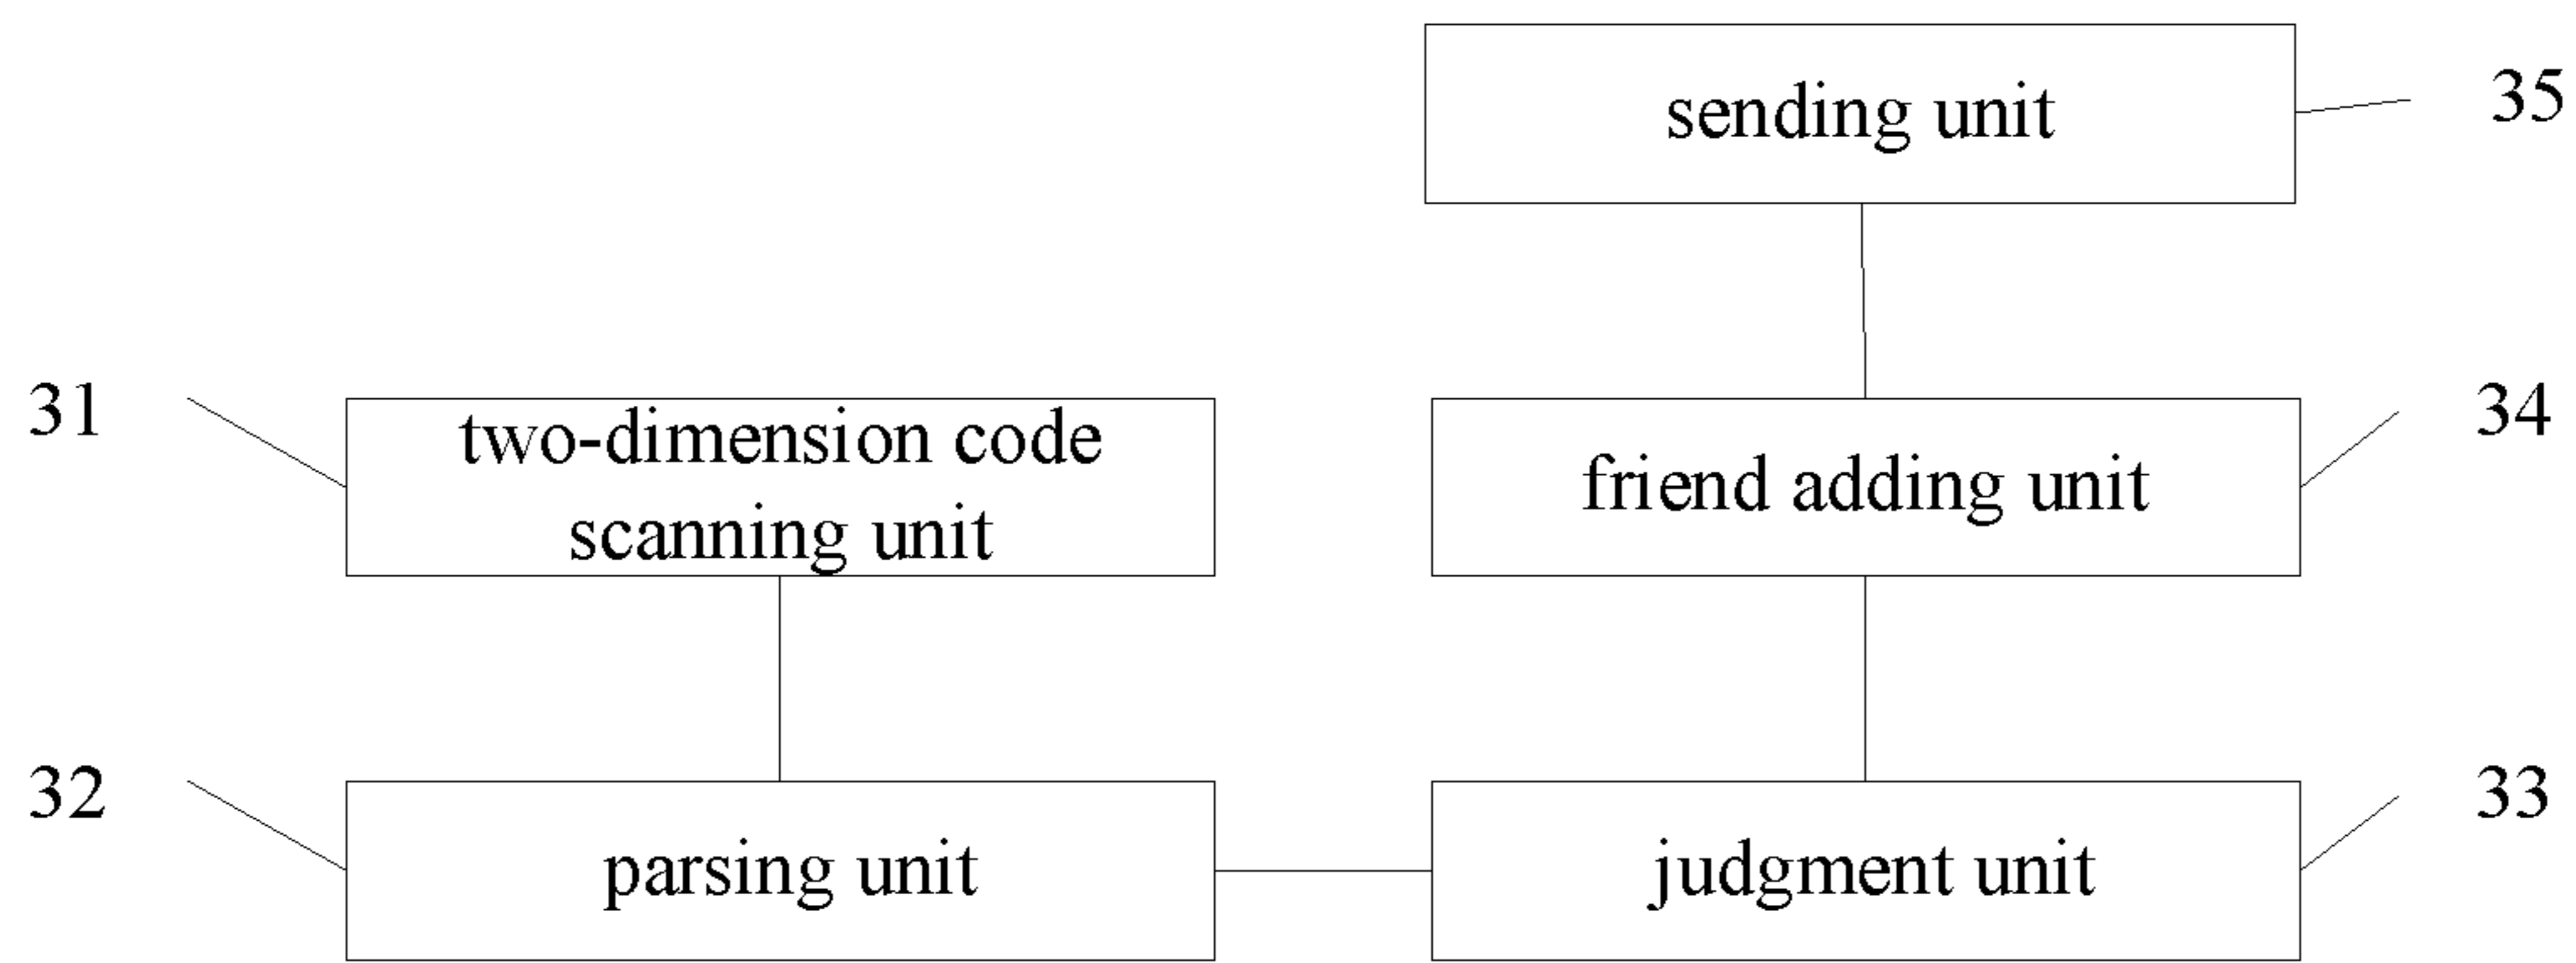 sending unit
35
31
two-dimension code
scanning unit
friend adding unit
34
32
parsing unit
judgment unit
33